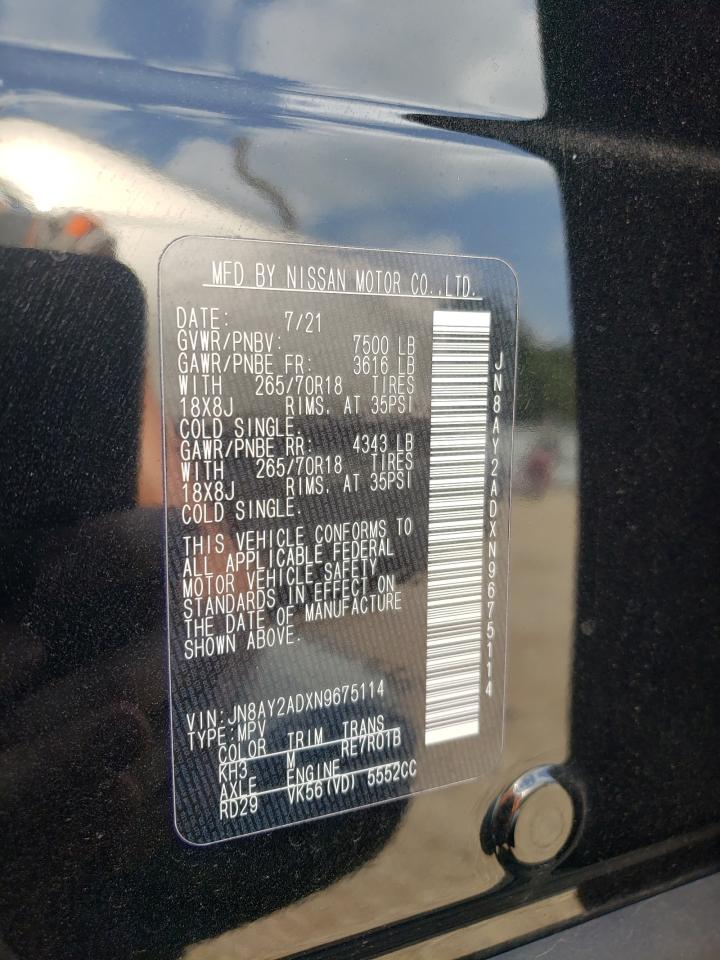 MFD BY NISSAN MOTOR CO.,LTD.
DATE: 7/21
GVWR/PNBV: 7500 LB
GAWR/PNBE FR: 3616 LB
WITH 265/70R18 TIRES
18X8J RIMS, AT 35PSI
COLD SINGLE.
GAWR/PNBE RR: 4343 LB
WITH 265/70R18 TIRES
18X8J RIMS, AT 35PSI
COLD SINGLE.
THIS VEHICLE CONFORMS TO
ALL APPLICABLE FEDERAL
MOTOR VEHICLE SAFETY
STANDARDS IN EFFECT ON
THE DATE OF MANUFACTURE
SHOWN ABOVE.
VIN:JN8AY2ADXN9675114
TYPE:MPV
COLOR TRIM TRANS
KH3 M RE7R01B
AXLE ENGINE
RD29 VK56(VD) 5552CC
JN8AY2ADXN9675114